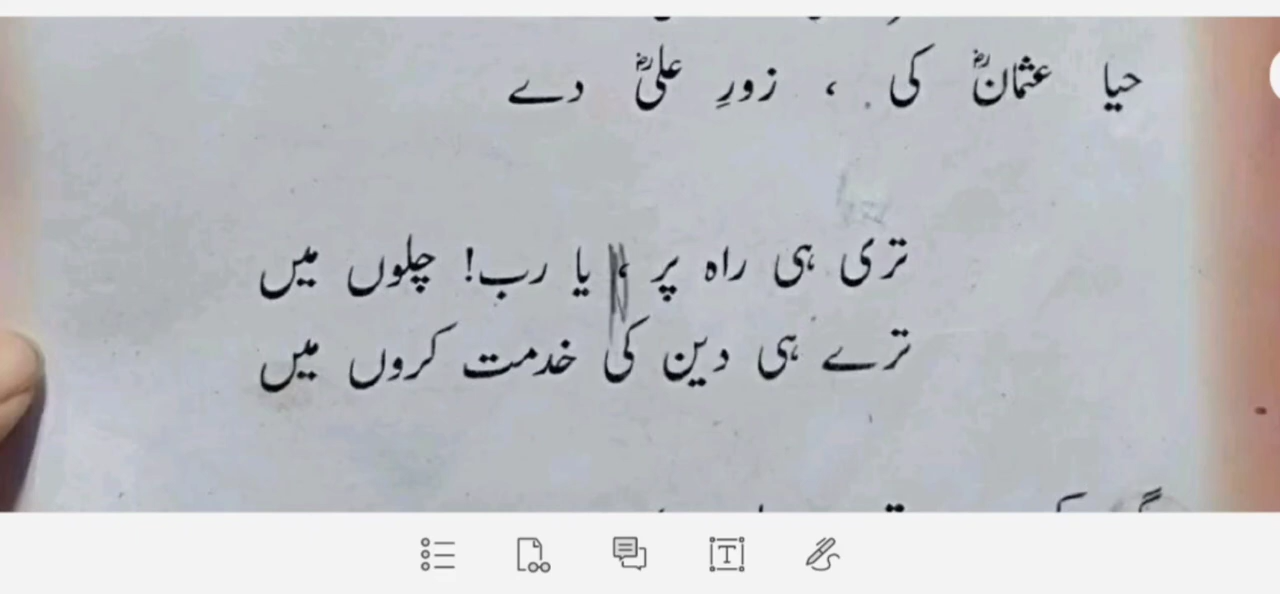 حیا عثمانؓ کی ، زورِ علیؓ دے
تری ہی راہ پر ، یا رب! چلوں میں
ترے ہی دین کی خدمت کروں میں